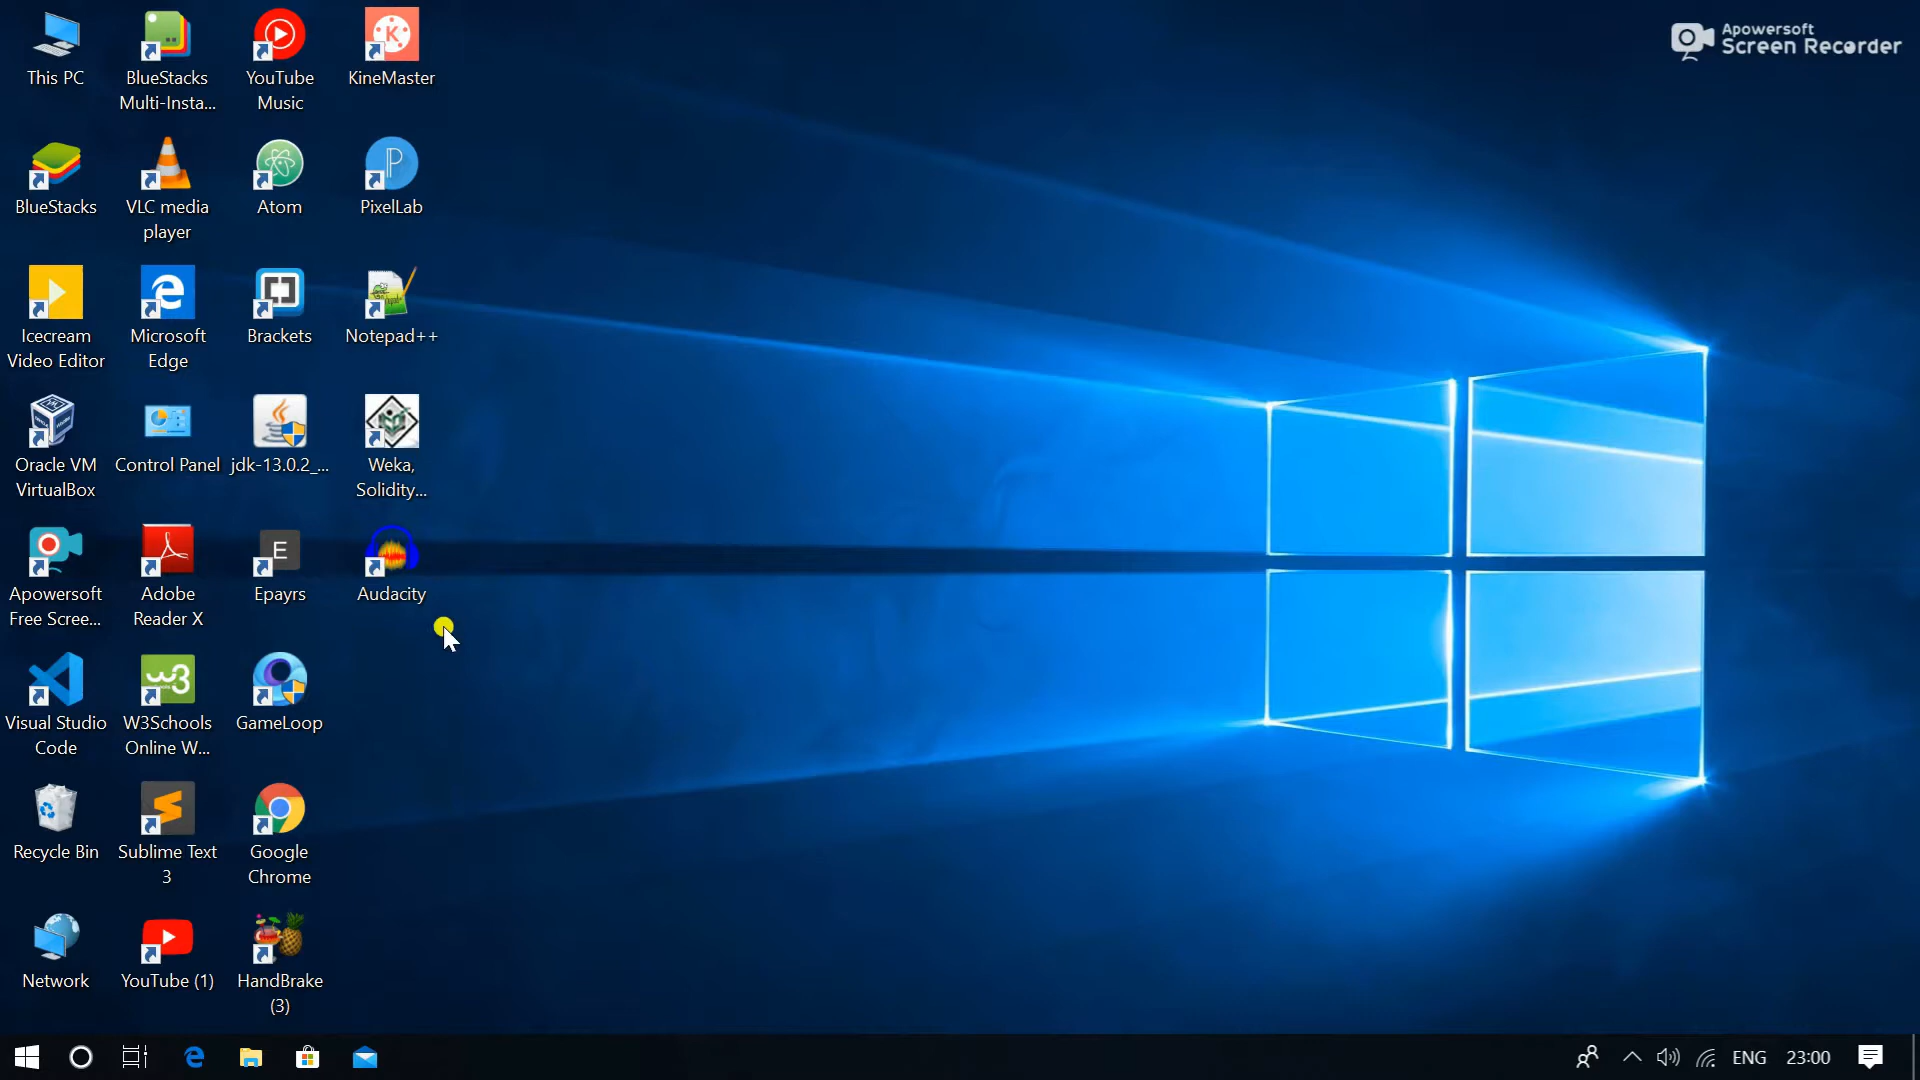 This PC
BlueStacks
Multi-Insta...
YouTube
Music
KineMaster
Apowersoft
Screen Recorder
BlueStacks
VLC media
player
Atom
PixelLab
Icecream
Video Editor
Microsoft
Edge
Brackets
Notepad++
Oracle VM
VirtualBox
Control Panel
jdk-13.0.2_...
Weka,
Solidity...
Apowersoft
Free Scree...
Adobe
Reader X
E
Epayrs
Audacity
Visual Studio
Code
W3Schools
Online W...
GameLoop
Recycle Bin
Sublime Text
3
Google
Chrome
Network
YouTube (1)
HandBrake
(3)
ENG
23:00